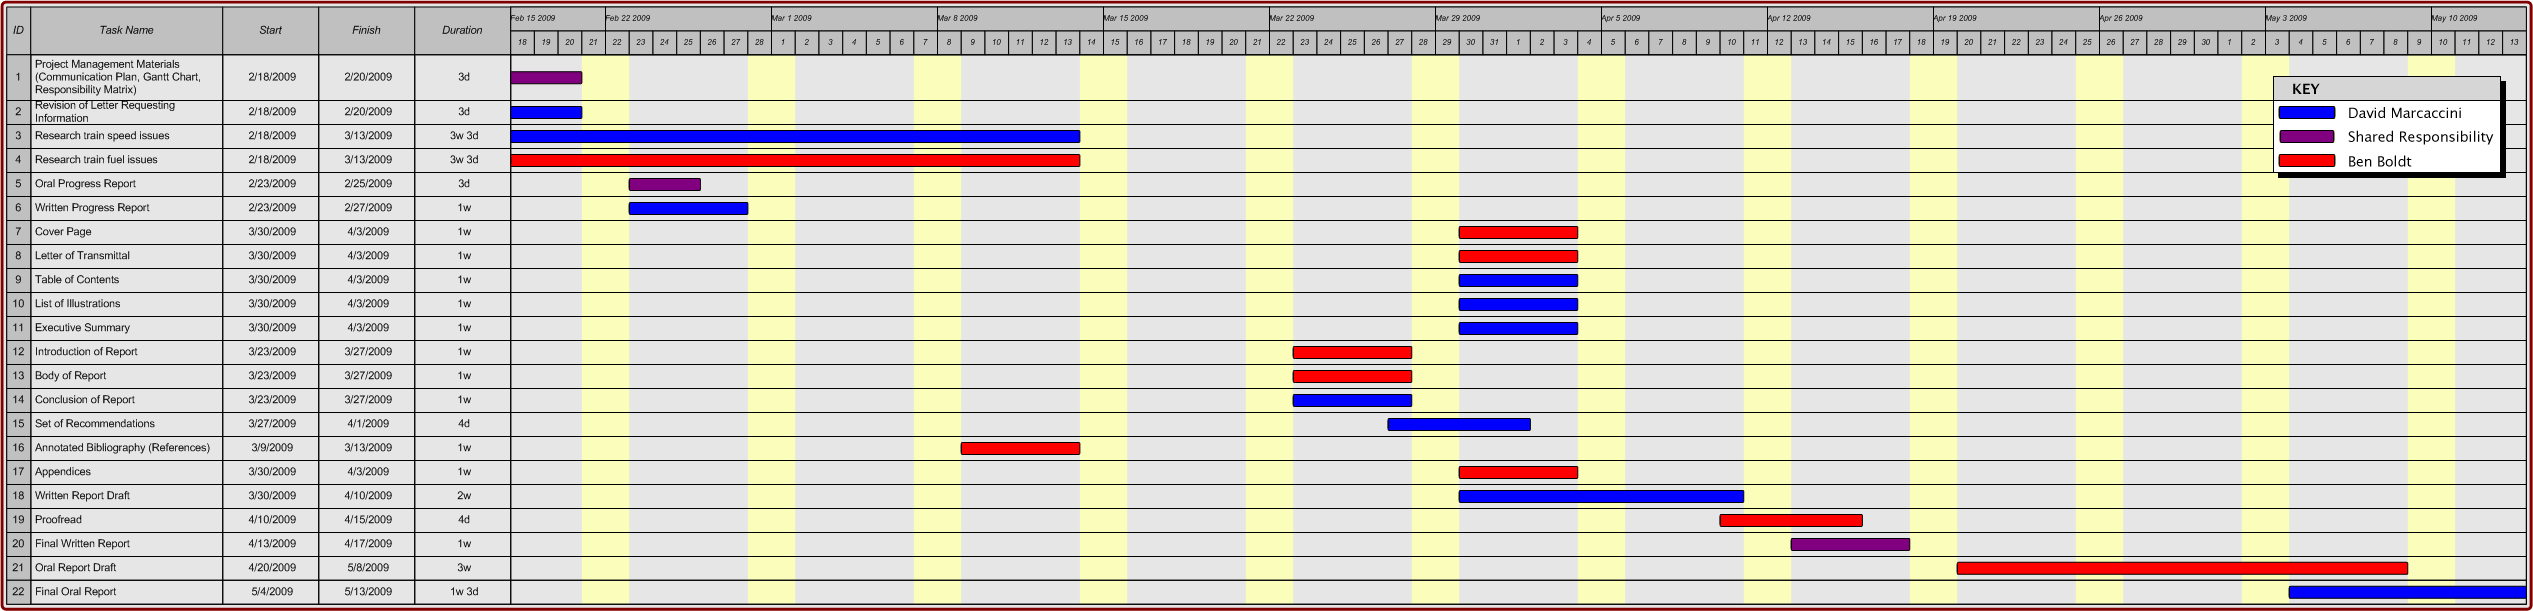 ID Task Name Start Finish Duration Feb 15 2009 Feb 22 2009 Mar 1 2009 Mar 8 2009 Mar 15 2009 Mar 22 2009 Mar 29 2009 Apr 5 2009 Apr 12 2009 Apr 19 2009 Apr 26 2009 May 3 2009 May 10 2009
18 19 20 21 22 23 24 25 26 27 28 1 2 3 4 5 6 7 8 9 10 11 12 13 14 15 16 17 18 19 20 21 22 23 24 25 26 27 28 29 30 31 1 2 3 4 5 6 7 8 9 10 11 12 13 14 15 16 17 18 19 20 21 22 23 24 25 26 27 28 29 30 1 2 3 4 5 6 7 8 9 10 11 12 13
1 Project Management Materials
(Communication Plan, Gantt Chart,
Responsibility Matrix) 2/18/2009 2/20/2009 3d
2 Revision of Letter Requesting
Information 2/18/2009 2/20/2009 3d
3 Research train speed issues 2/18/2009 3/13/2009 3w 3d
4 Research train fuel issues 2/18/2009 3/13/2009 3w 3d
5 Oral Progress Report 2/23/2009 2/25/2009 3d
6 Written Progress Report 2/23/2009 2/27/2009 1w
7 Cover Page 3/30/2009 4/3/2009 1w
8 Letter of Transmittal 3/30/2009 4/3/2009 1w
9 Table of Contents 3/30/2009 4/3/2009 1w
10 List of Illustrations 3/30/2009 4/3/2009 1w
11 Executive Summary 3/30/2009 4/3/2009 1w
12 Introduction of Report 3/23/2009 3/27/2009 1w
13 Body of Report 3/23/2009 3/27/2009 1w
14 Conclusion of Report 3/23/2009 3/27/2009 1w
15 Set of Recommendations 3/27/2009 4/1/2009 4d
16 Annotated Bibliography (References) 3/9/2009 3/13/2009 1w
17 Appendices 3/30/2009 4/3/2009 1w
18 Written Report Draft 3/30/2009 4/10/2009 2w
19 Proofread 4/10/2009 4/15/2009 4d
20 Final Written Report 4/13/2009 4/17/2009 1w
21 Oral Report Draft 4/20/2009 5/8/2009 3w
22 Final Oral Report 5/4/2009 5/13/2009 1w 3d
KEY
David Marcaccini
Shared Responsibility
Ben Boldt